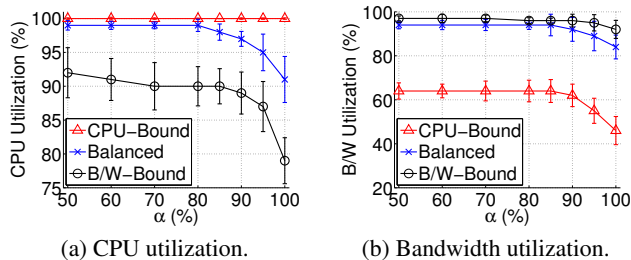 CPU Utilization (%)
100
95
90
85
80
75
CPU−Bound
Balanced
B/W−Bound
50 60 70 80 90 100
α (%)
(a) CPU utilization.
B/W Utilization (%)
100
80
60
40
20
CPU−Bound
Balanced
B/W−Bound
50 60 70 80 90 100
α (%)
(b) Bandwidth utilization.